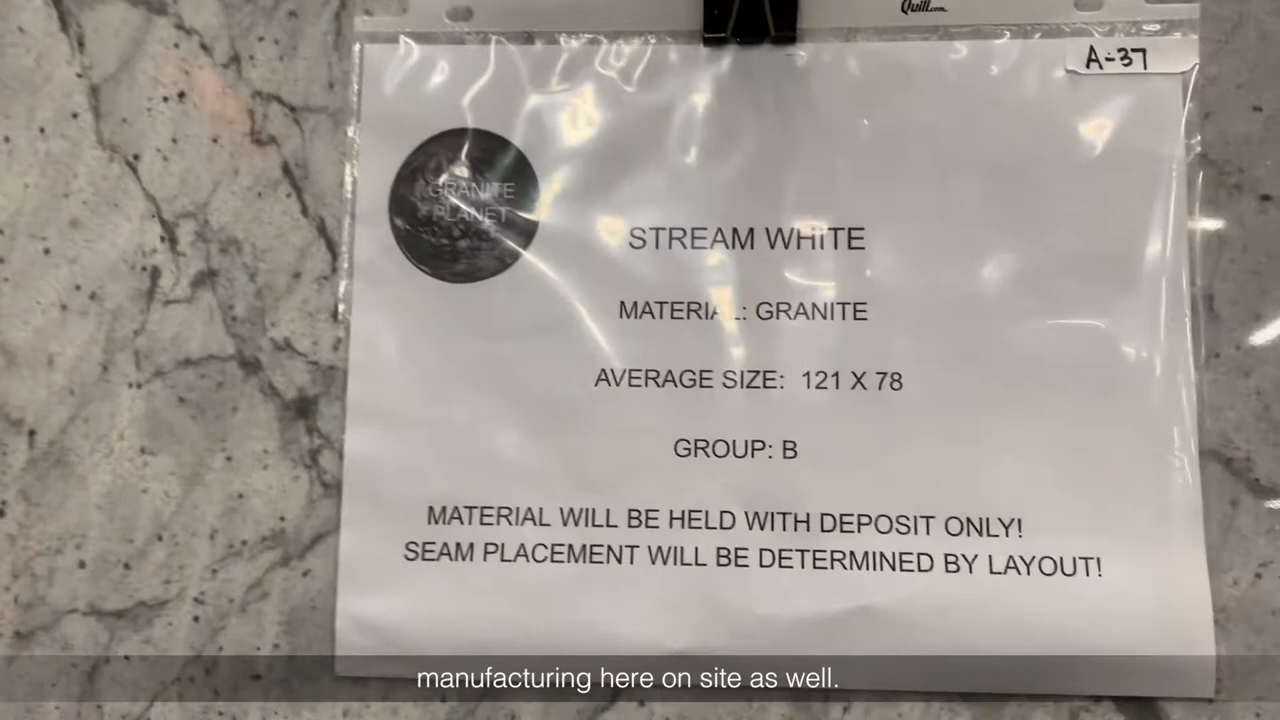 Quill.com
A-37
GRANITE
PLANET
STREAM WHITE
MATERIAL: GRANITE
AVERAGE SIZE: 121 X 78
GROUP: B
MATERIAL WILL BE HELD WITH DEPOSIT ONLY!
SEAM PLACEMENT WILL BE DETERMINED BY LAYOUT!
manufacturing here on site as well.